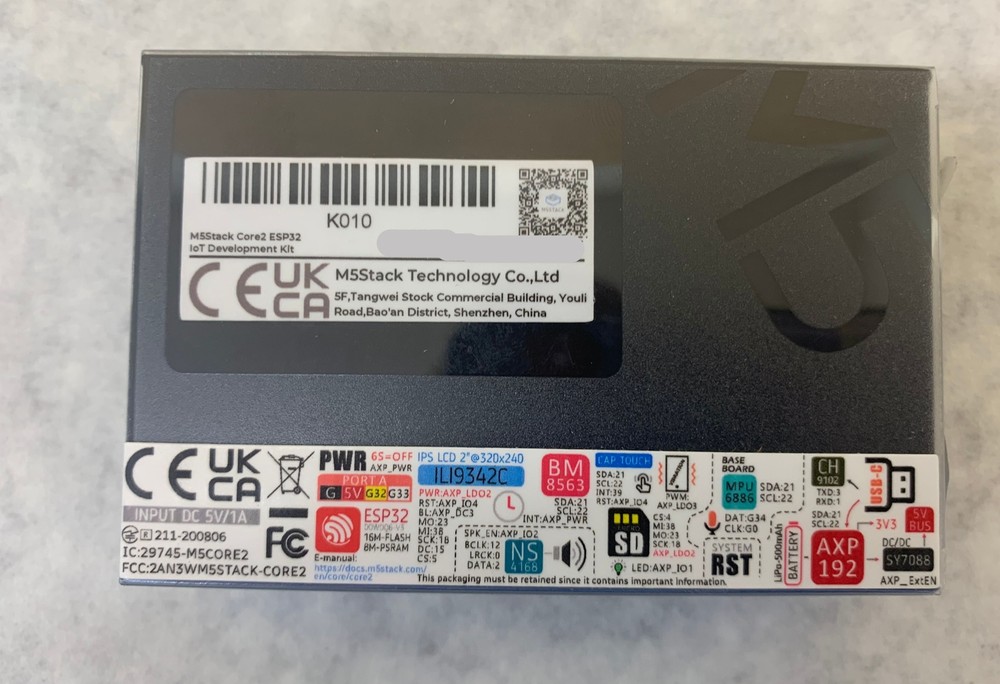 K010
M5Stack Core2 ESP32
IoT Development Kit
M5STACK
CE UK
CA
M5Stack Technology Co.,Ltd
5F,Tangwei Stock Commercial Building, Youli
Road,Bao'an District, Shenzhen, China
M5
CE UK
CA
INPUT DC 5V/1A
R 211-200806
IC:29745-M5CORE2
FCC:2AN3WM5STACK-CORE2
FC
PWR 6S=OFF
AXP_PWR
PORT A
G 5V G32 G33
ESP32
D0WDQ6-V3
16M-FLASH
8M-PSRAM
E-manual:
https://docs.m5stack.com/
en/core/core2
IPS LCD 2"@320x240
ILI9342C
PWR:AXP_LDO2
RST:AXP_IO4
BL:AXP_DC3
MO:23
MI:38
SCK:18
DC:15
CS:5
BM
8563
SDA:21
SCL:22
INT:AXP_PWR
SPK_EN:AXP_IO2
BCLK:12
LRCK:0
DATA:2
NS
4168
CAP TOUCH
SDA:21
SCL:22
INT:39
RST:AXP_IO4
PWM:
AXP_LDO3
SD
CS:4
MI:38
MO:23
SCK:18
AXP_LDO2
LED:AXP_IO1
BASE
BOARD
MPU
6886
SDA:21
SCL:22
DAT:G34
CLK:G0
SYSTEM
RST
LiPo-500mAh
BATTERY
CH
9102
TXD:3
RXD:1
USB-C
SDA:21
SCL:22
AXP
192
3V3
5V
BUS
DC/DC
SY7088
AXP_ExtEN
This packaging must be retained since it contains important information.